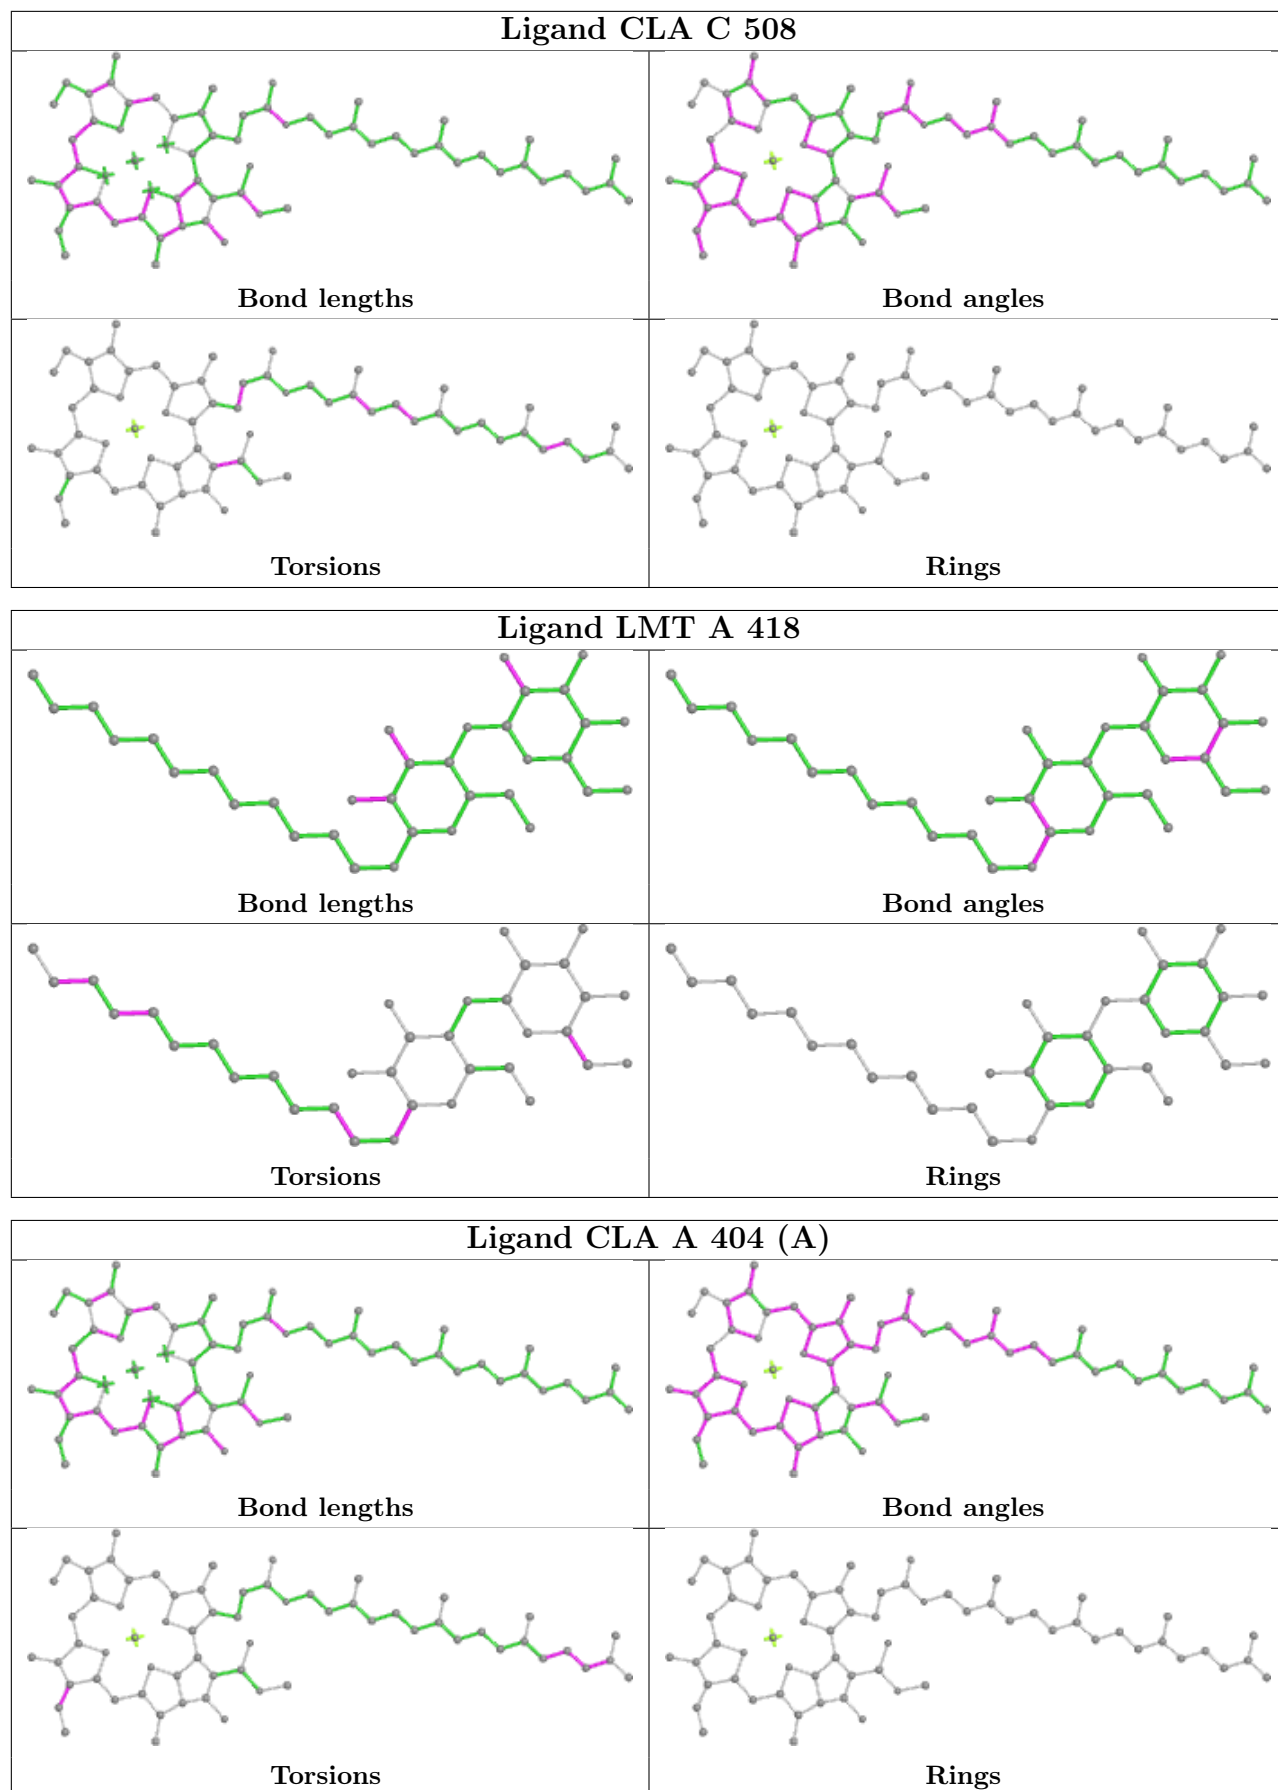 Ligand CLA C 508
Bond lengths
Bond angles
Torsions
Rings
Ligand LMT A 418
Bond lengths
Bond angles
Torsions
Rings
Ligand CLA A 404 (A)
Bond lengths
Bond angles
Torsions
Rings